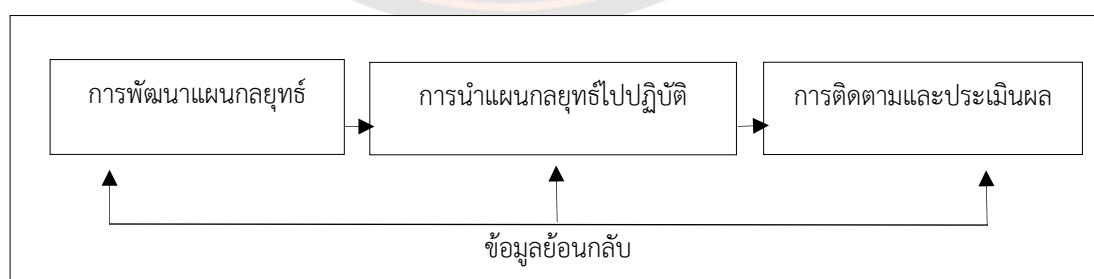 การพัฒนาแผนกลยุทธ์
การนำแผนกลยุทธ์ไปปฏิบัติ
การติดตามและประเมินผล
ข้อมูลย้อนกลับ